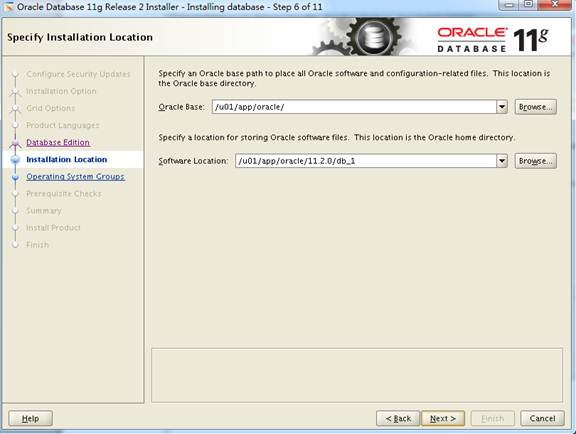 Oracle Database 11g Release 2 Installer - Installing database - Step 6 of 11
Specify Installation Location
ORACLE
DATABASE
11g
Configure Security Updates
Installation Option
Grid Options
Product Languages
Database Edition
Installation Location
Operating System Groups
Prerequisite Checks
Summary
Install Product
Finish
Specify an Oracle base path to place all Oracle software and configuration-related files. This location is
the Oracle base directory.
Oracle Base: /u01/app/oracle/ Browse...
Specify a location for storing Oracle software files. This location is the Oracle home directory.
Software Location: /u01/app/oracle/11.2.0/db_1 Browse...
Help < Back Next > Finish Cancel